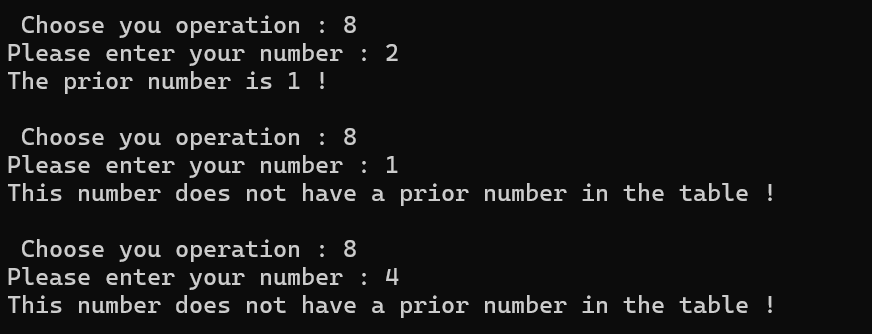 Choose you operation : 8
Please enter your number : 2
The prior number is 1 !
Choose you operation : 8
Please enter your number : 1
This number does not have a prior number in the table !
Choose you operation : 8
Please enter your number : 4
This number does not have a prior number in the table !